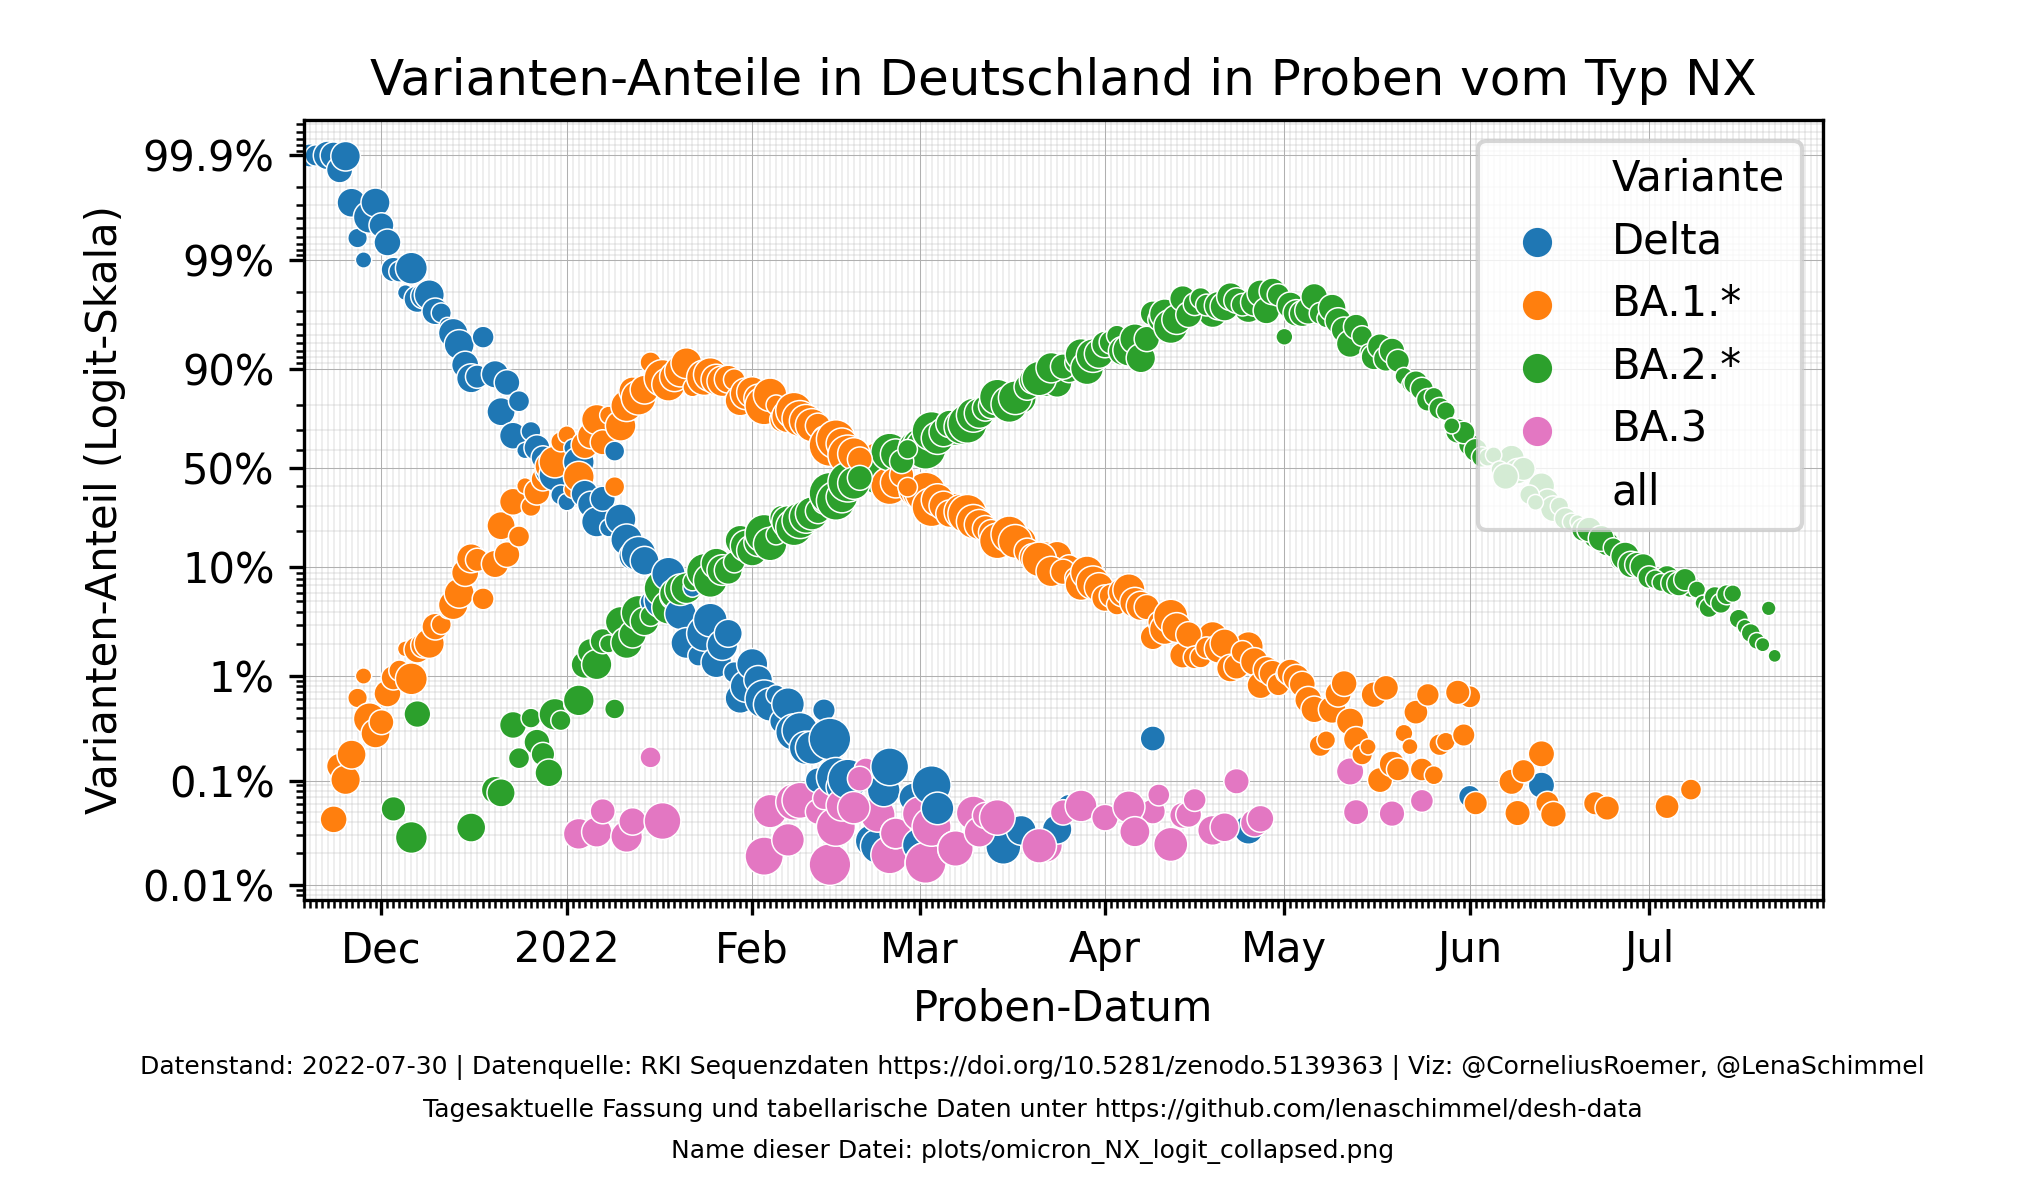 Varianten-Anteile in Deutschland in Proben vom Typ NX
Varianten-Anteil (Logit-Skala)
99.9%
99%
90%
50%
10%
1%
0.1%
0.01%
Variante
Delta
BA.1.*
BA.2.*
BA.3
all
Dec 2022 Feb Mar Apr May Jun Jul
Proben-Datum
Datenstand: 2022-07-30 | Datenquelle: RKI Sequenzdaten https://doi.org/10.5281/zenodo.5139363 | Viz: @CorneliusRoemer, @LenaSchimmel
Tagesaktuelle Fassung und tabellarische Daten unter https://github.com/lenaschimmel/desh-data
Name dieser Datei: plots/omicron_NX_logit_collapsed.png